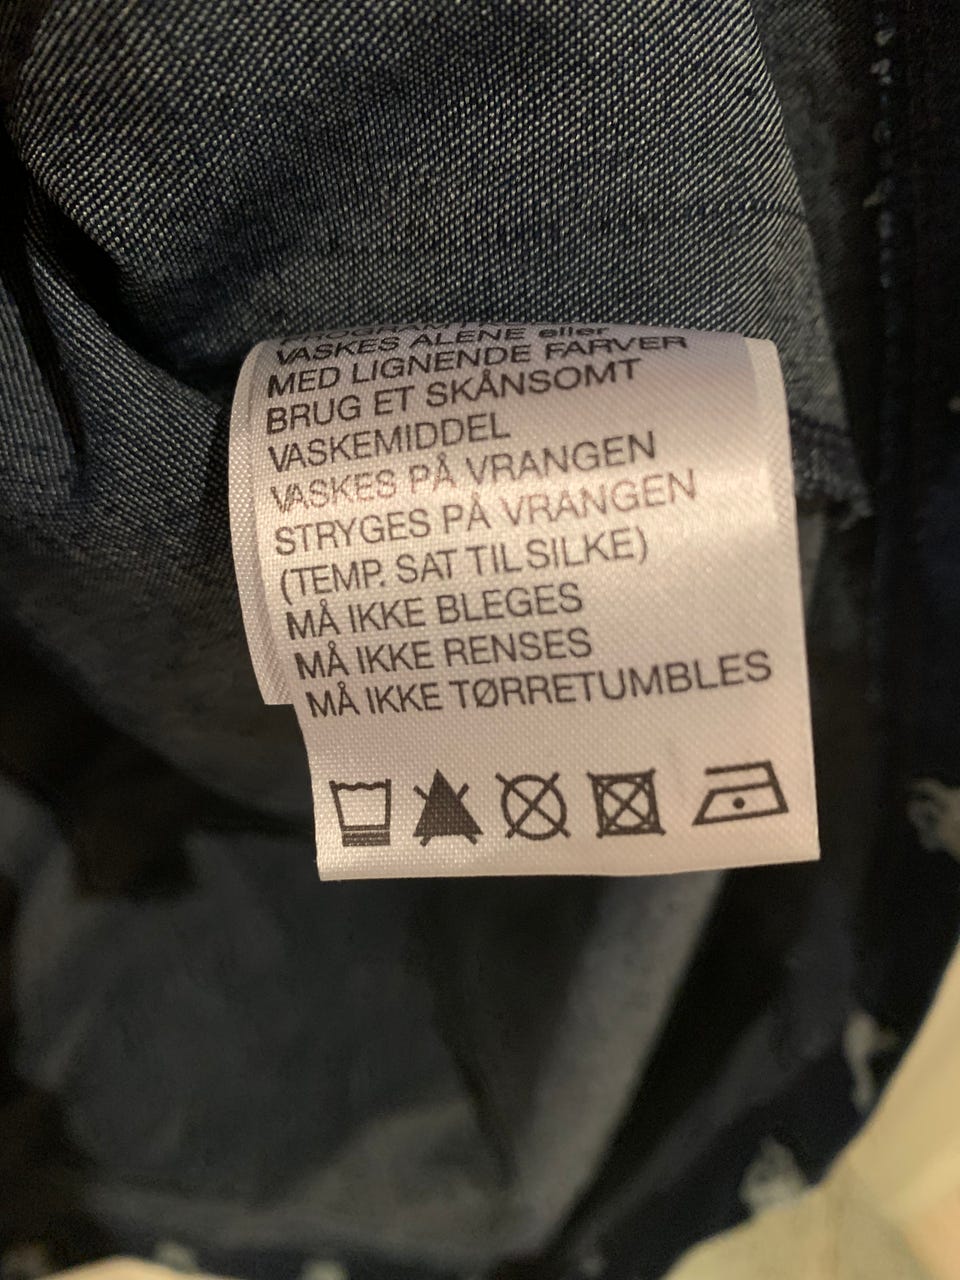 VASKES ALENE eller
MED LIGNENDE FARVER
BRUG ET SKÅNSOMT
VASKEMIDDEL
VASKES PÅ VRANGEN
STRYGES PÅ VRANGEN
(TEMP. SAT TIL SILKE)
MÅ IKKE BLEGES
MÅ IKKE RENSES
MÅ IKKE TØRRETUMBLES